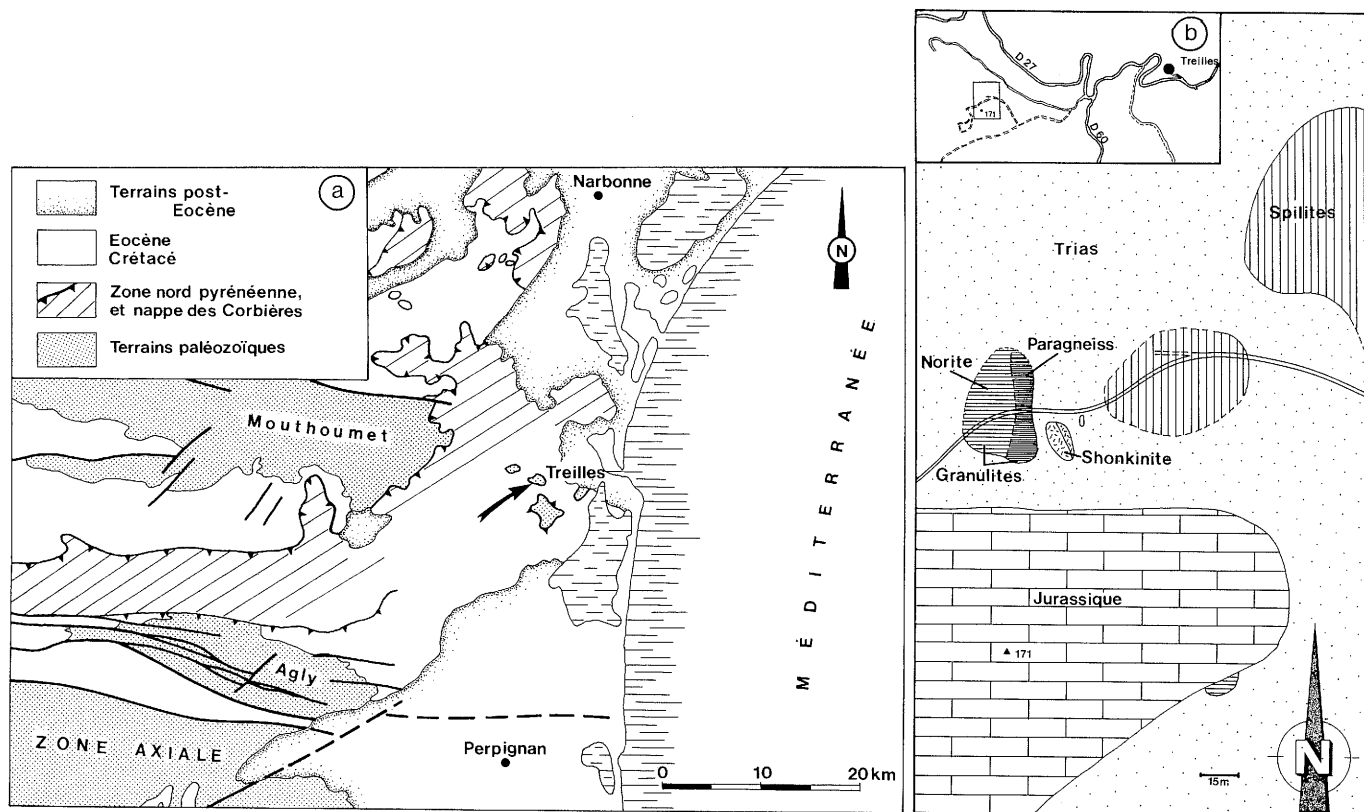 a
Terrains post-
Eocène
Eocène
Crétacé
Zone nord pyrénéenne,
et nappe des Corbières
Terrains paléozoïques
Narbonne
N
Mouthoumet
Treilles
MÉDITERRANÉE
Agly
ZONE AXIALE
Perpignan
0 10 20 km
b
D 27
Treilles
171
D 60
Spilites
Trias
Paragneiss
Norite
Shonkinite
Granulites
Jurassique
171
15m
N